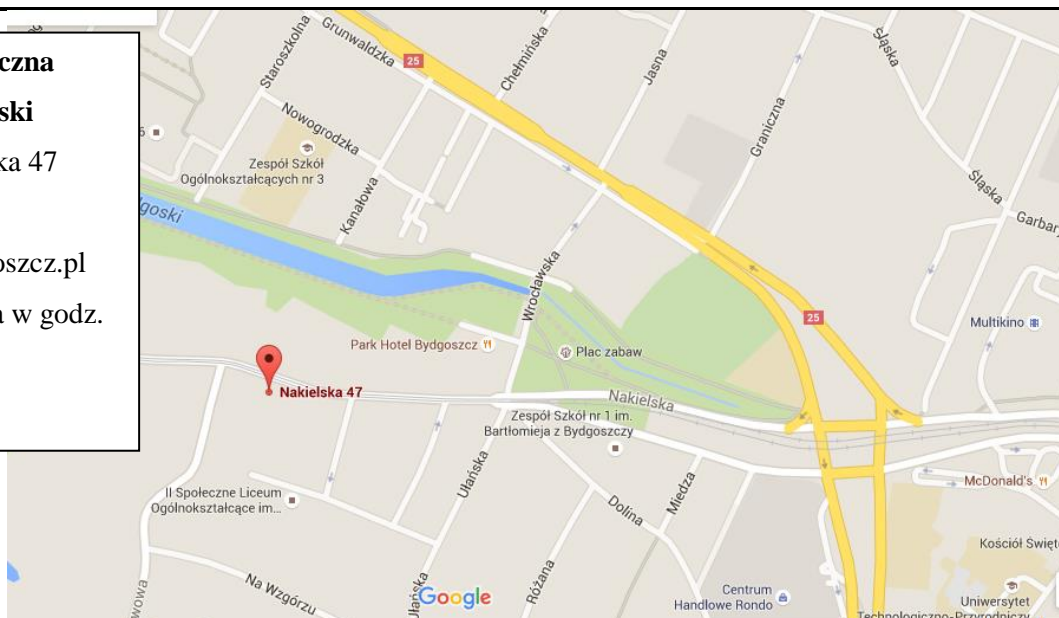 czna
ski
ka 47
oszcz.pl
a w godz.
Staroszkolna
Grunwaldzka
25
Chełmińska
Jasna
Śląska
Graniczna
Nowogrodzka
Zespół Szkół
Ogólnokształcących nr 3
Kanałowa
Śląska
Garbary
goski
Wrocławska
25
Multikino
Park Hotel Bydgoszcz
Plac zabaw
Nakielska 47
Nakielska
Zespół Szkół nr 1 im.
Bartłomieja z Bydgoszczy
Ułańska
Miedza
Dolina
McDonald's
II Społeczne Liceum
Ogólnokształcące im...
Kościół Święt
Na Wzgórzu
Ułańska
Google
Różana
Centrum
Handlowe Rondo
Uniwersytet
Technologiczno-Przyrodniczy
wowa